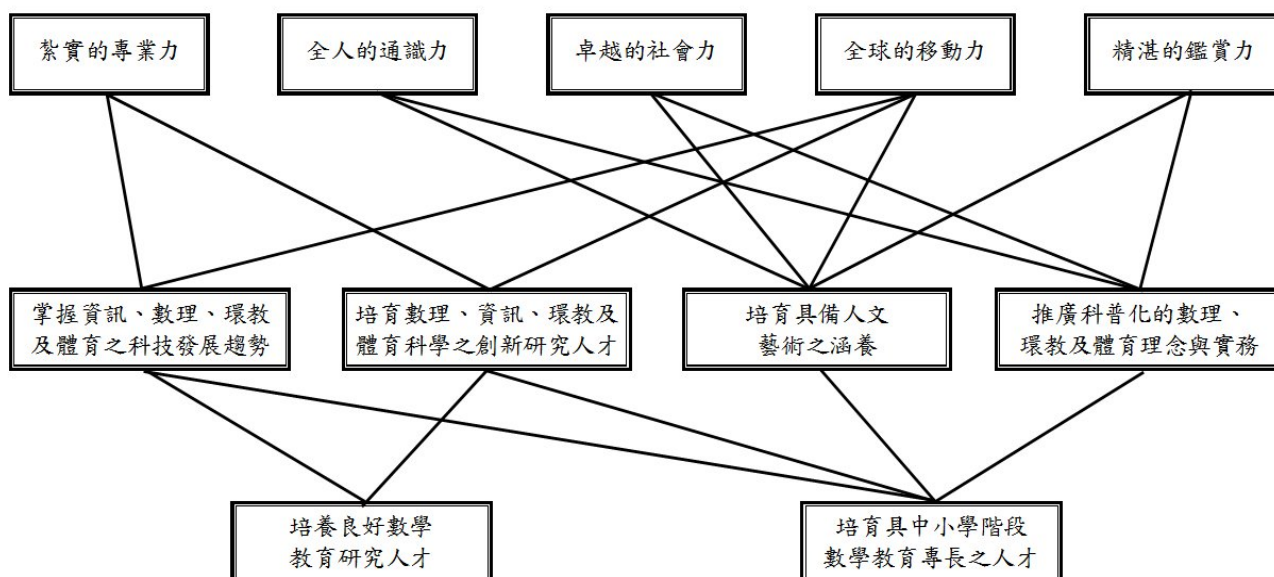 紮實的專業力
全人的通識力
卓越的社會力
全球的移動力
精湛的鑑賞力
掌握資訊、數理、環教
及體育之科技發展趨勢
培育數理、資訊、環教及
體育科學之創新研究人才
培育具備人文
藝術之涵養
推廣科普化的數理、
環教及體育理念與實務
培養良好數學
教育研究人才
培育具中小學階段
數學教育專長之人才